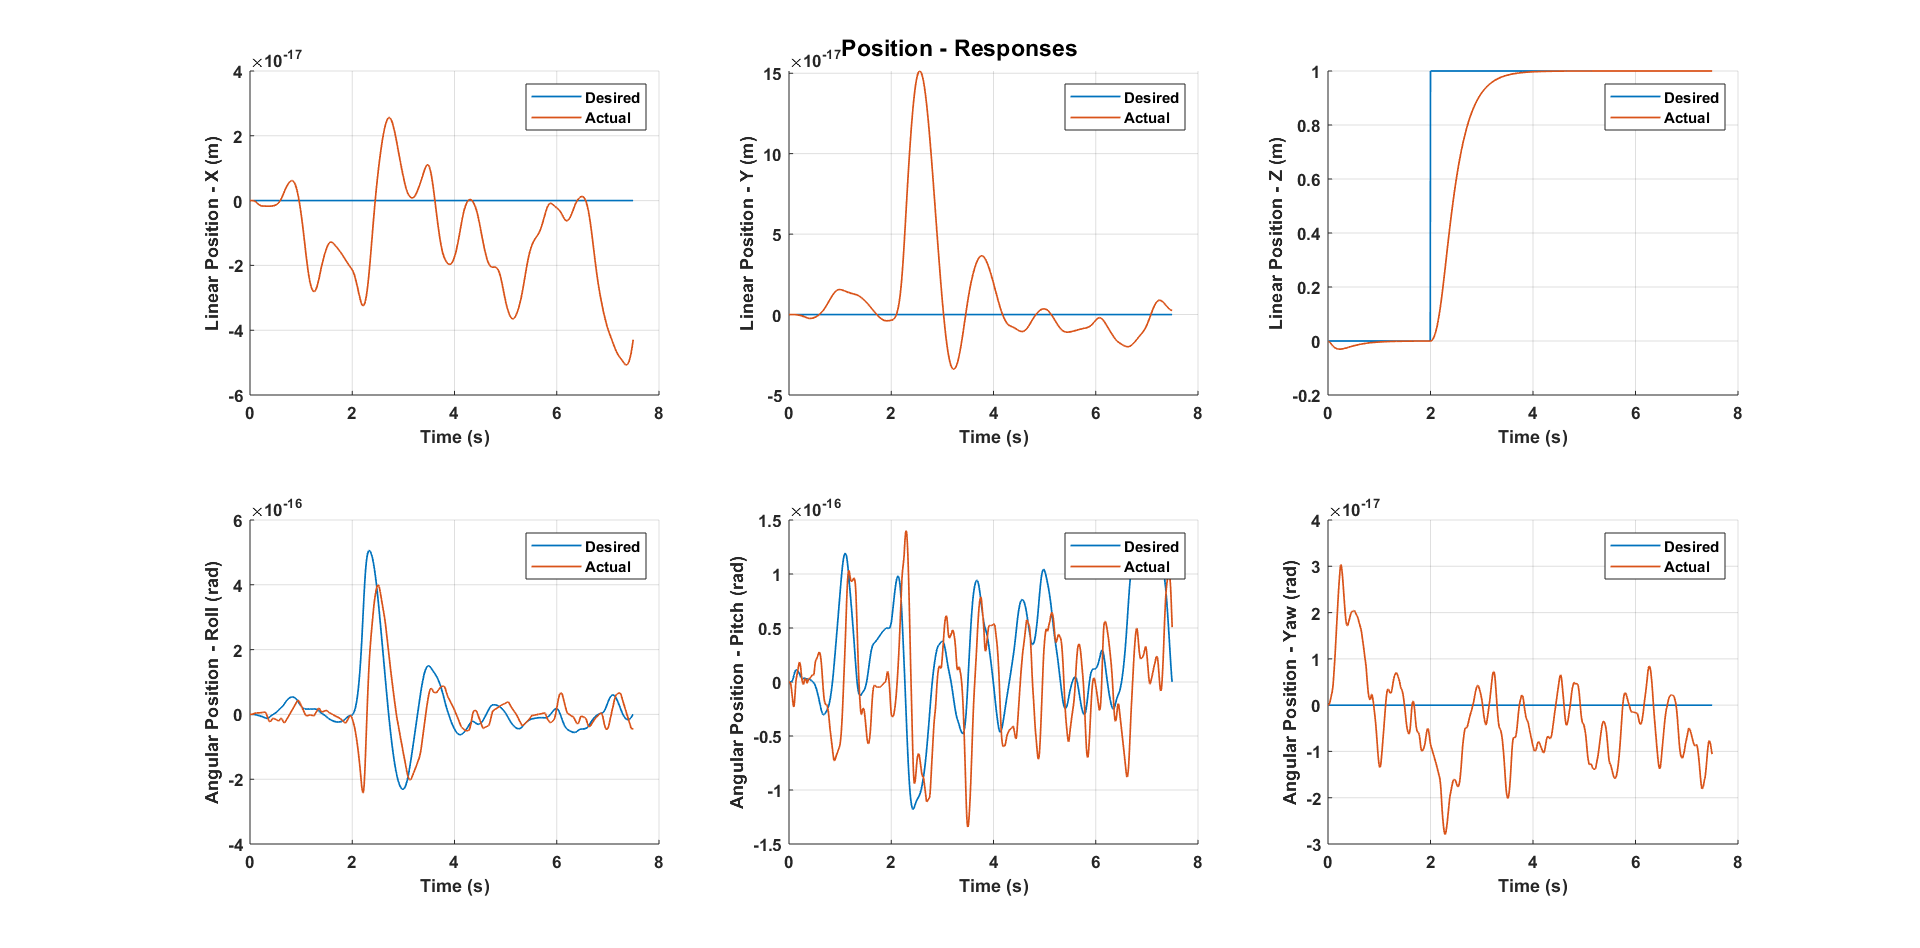 Position - Responses
×10-17
4
2
0
-2
-4
-6
0 2 4 6 8
Linear Position - X (m)
Time (s)
Desired
Actual
×10-17
15
10
5
0
-5
0 2 4 6 8
Linear Position - Y (m)
Time (s)
Desired
Actual
1
0.8
0.6
0.4
0.2
0
-0.2
0 2 4 6 8
Linear Position - Z (m)
Time (s)
Desired
Actual
×10-16
6
4
2
0
-2
-4
0 2 4 6 8
Angular Position - Roll (rad)
Time (s)
Desired
Actual
×10-16
1.5
1
0.5
0
-0.5
-1
-1.5
0 2 4 6 8
Angular Position - Pitch (rad)
Time (s)
Desired
Actual
×10-17
4
3
2
1
0
-1
-2
-3
0 2 4 6 8
Angular Position - Yaw (rad)
Time (s)
Desired
Actual